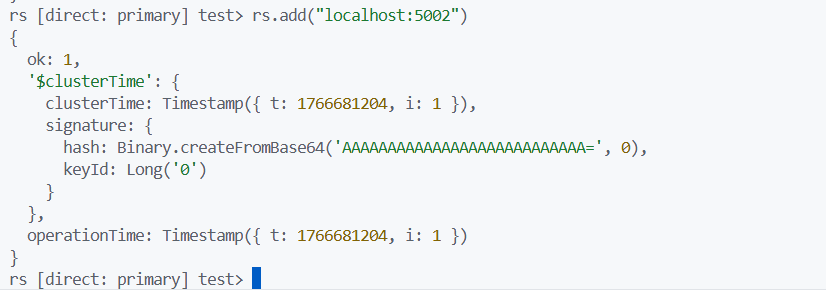 rs [direct: primary] test> rs.add("localhost:5002")
{
  ok: 1,
  '$clusterTime': {
    clusterTime: Timestamp({ t: 1766681204, i: 1 }),
    signature: {
      hash: Binary.createFromBase64('AAAAAAAAAAAAAAAAAAAAAAAAAAA=', 0),
      keyId: Long('0')
    }
  },
  operationTime: Timestamp({ t: 1766681204, i: 1 })
}
rs [direct: primary] test>